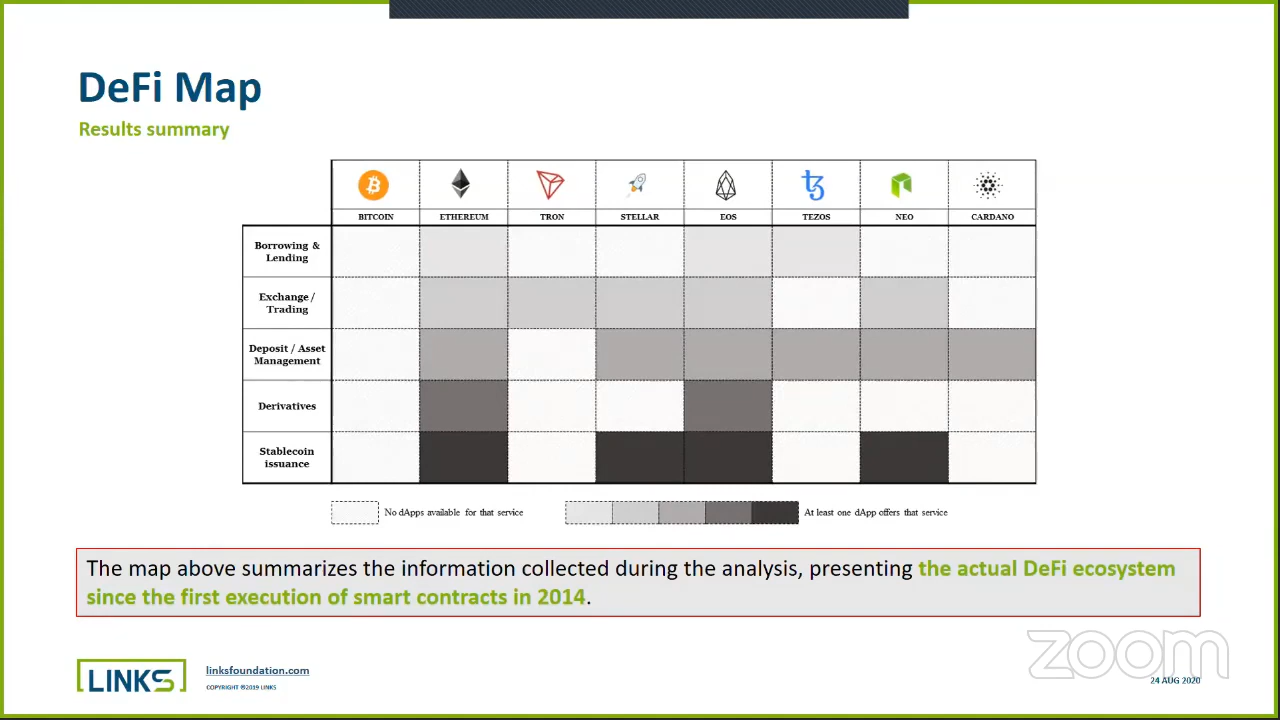 DeFi Map
Results summary
BITCOIN ETHEREUM TRON STELLAR EOS TEZOS NEO CARDANO
Borrowing &
Lending
Exchange /
Trading
Deposit / Asset
Management
Derivatives
Stablecoin
issuance
No dApps available for that service
At least one dApp offers that service
The map above summarizes the information collected during the analysis, presenting the actual DeFi ecosystem
since the first execution of smart contracts in 2014.
LINKS
linksfoundation.com
COPYRIGHT ©2019 LINKS
zoom
24 AUG 2020